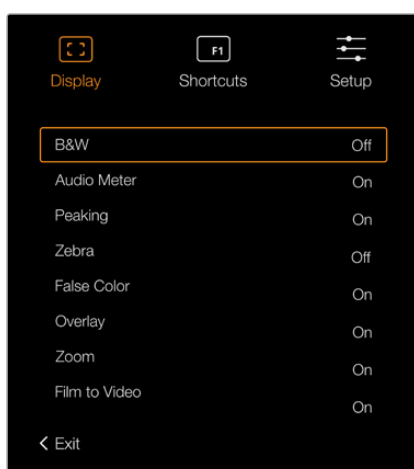 F1
Display Shortcuts Setup
B&W Off
Audio Meter On
Peaking On
Zebra Off
False Color On
Overlay On
Zoom On
Film to Video On
< Exit